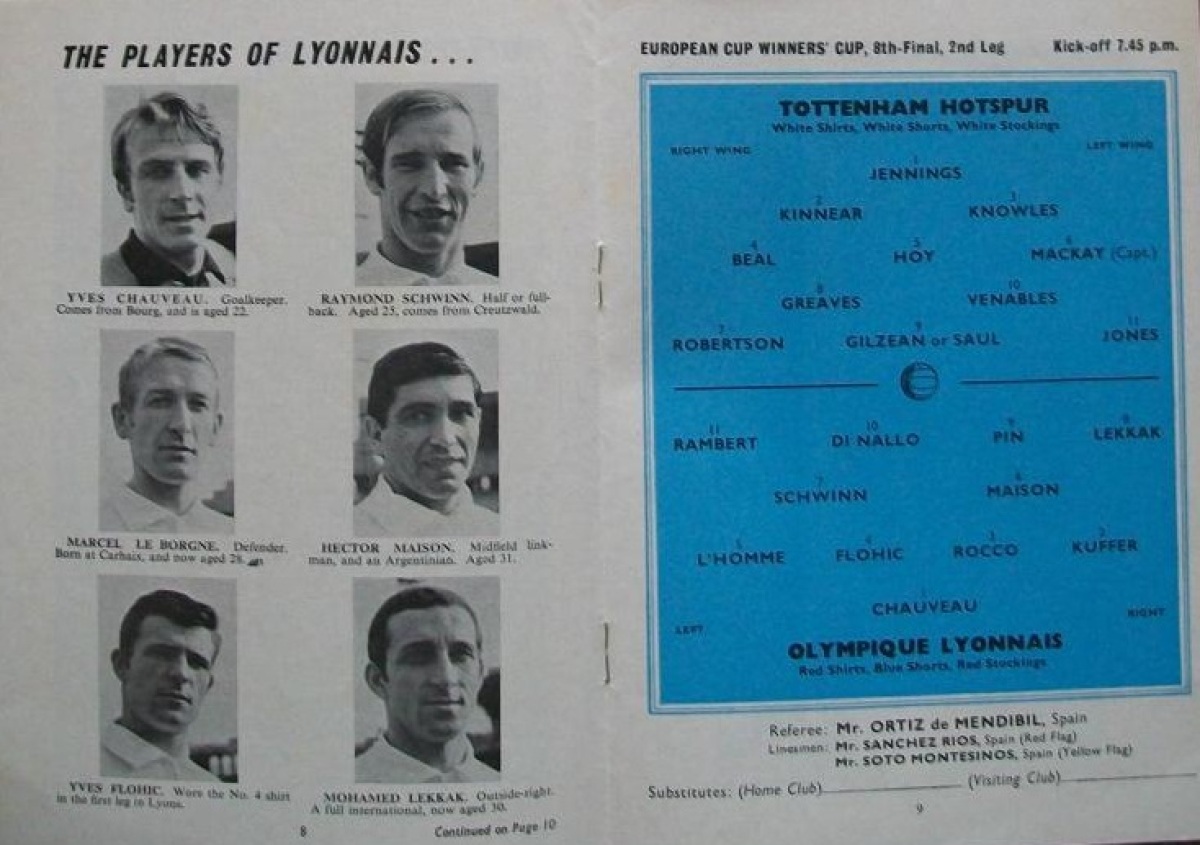 THE PLAYERS OF LYONNAIS . . .
YVES CHAUVEAU. Goalkeeper.
Comes from Bourg, and is aged 22.
RAYMOND SCHWINN. Half or full-
back. Aged 25, comes from Creutzwald.
MARCEL LE BORGNE. Defender.
Born at Carhaix, and now aged 28.
HECTOR MAISON. Midfield link-
man, and an Argentinian. Aged 31.
YVES FLOHIC. Wore the No. 4 shirt
in the first leg in Lyons.
MOHAMED LEKKAK. Outside-right.
A full international, now aged 30.
8
Continued on Page 10
EUROPEAN CUP WINNERS' CUP, 8th-Final, 2nd Leg Kick-off 7.45 p.m.
TOTTENHAM HOTSPUR
White Shirts, White Shorts, White Stockings
RIGHT WING LEFT WING
1
JENNINGS
2 3
KINNEAR KNOWLES
4 5 6
BEAL HOY MACKAY (Capt.)
8 10
GREAVES VENABLES
7 9 11
ROBERTSON GILZEAN or SAUL JONES
11 10 9 8
RAMBERT DI NALLO PIN LEKKAK
7 6
SCHWINN MAISON
5 4 3 2
L'HOMME FLOHIC ROCCO KUFFER
1
CHAUVEAU
LEFT RIGHT
OLYMPIQUE LYONNAIS
Red Shirts, Blue Shorts, Red Stockings
Referee: Mr. ORTIZ de MENDIBIL, Spain
Linesmen: Mr. SANCHEZ RIOS, Spain (Red Flag)
Mr. SOTO MONTESINOS, Spain (Yellow Flag)
Substitutes: (Home Club) (Visiting Club)
9